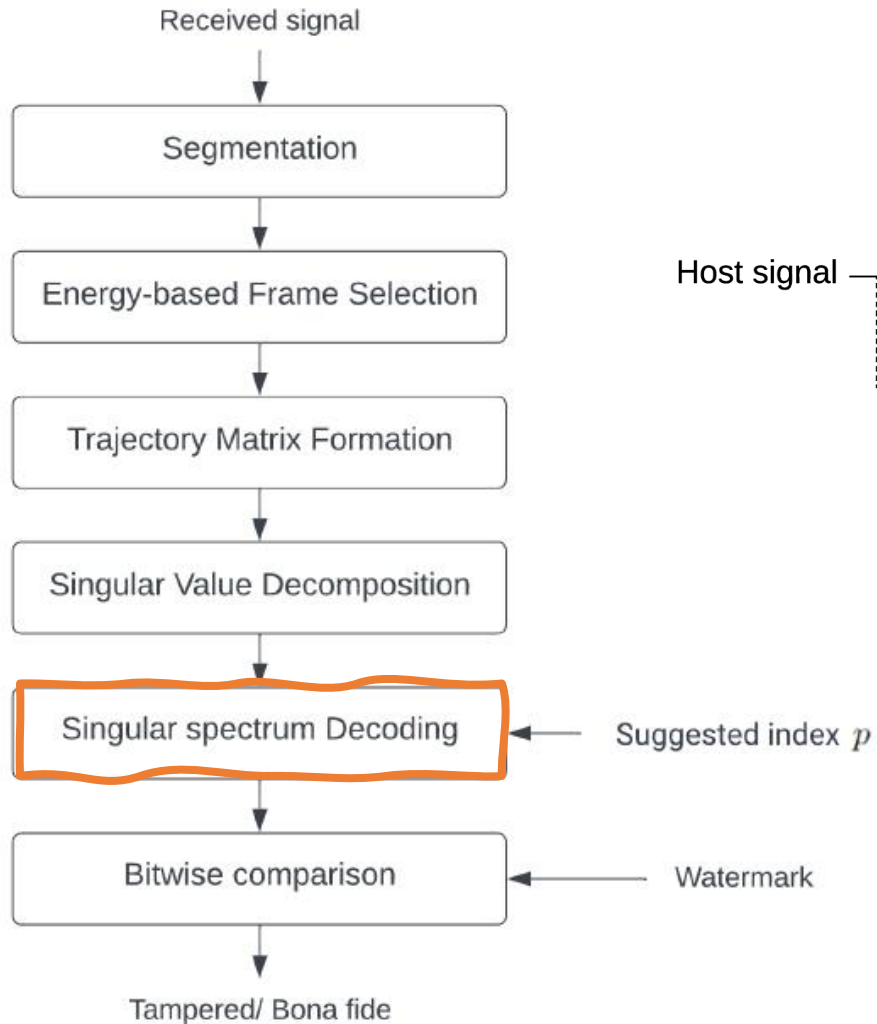 Received signal
Segmentation
Energy-based Frame Selection
Host signal
Trajectory Matrix Formation
Singular Value Decomposition
Singular spectrum Decoding
Suggested index p
Bitwise comparison
Watermark
Tampered/ Bona fide